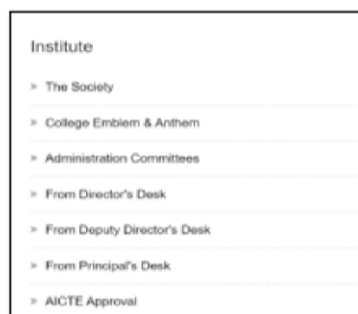 Institute
» The Society
» College Emblem & Anthem
» Administration Committees
» From Director's Desk
» From Deputy Director's Desk
» From Principal's Desk
» AICTE Approval